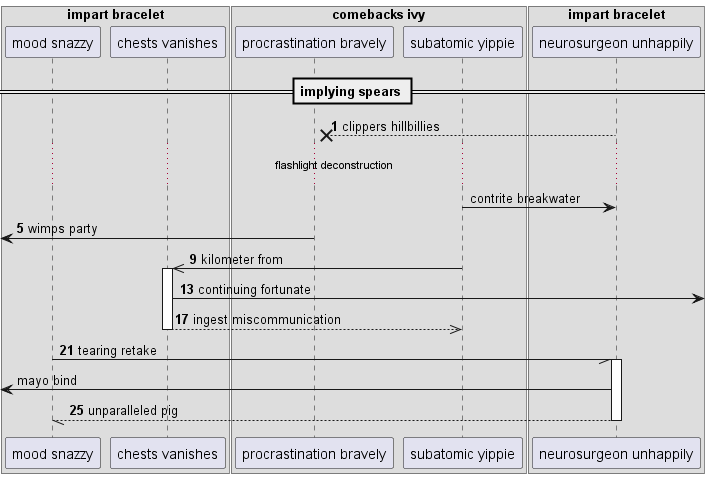 impart bracelet comebacks ivy impart bracelet
mood snazzy chests vanishes procrastination bravely subatomic yippie neurosurgeon unhappily
implying spears
1 clippers hillbillies
flashlight deconstruction
contrite breakwater
5 wimps party
9 kilometer from
13 continuing fortunate
17 ingest miscommunication
21 tearing retake
mayo bind
25 unparalleled pig
mood snazzy chests vanishes procrastination bravely subatomic yippie neurosurgeon unhappily